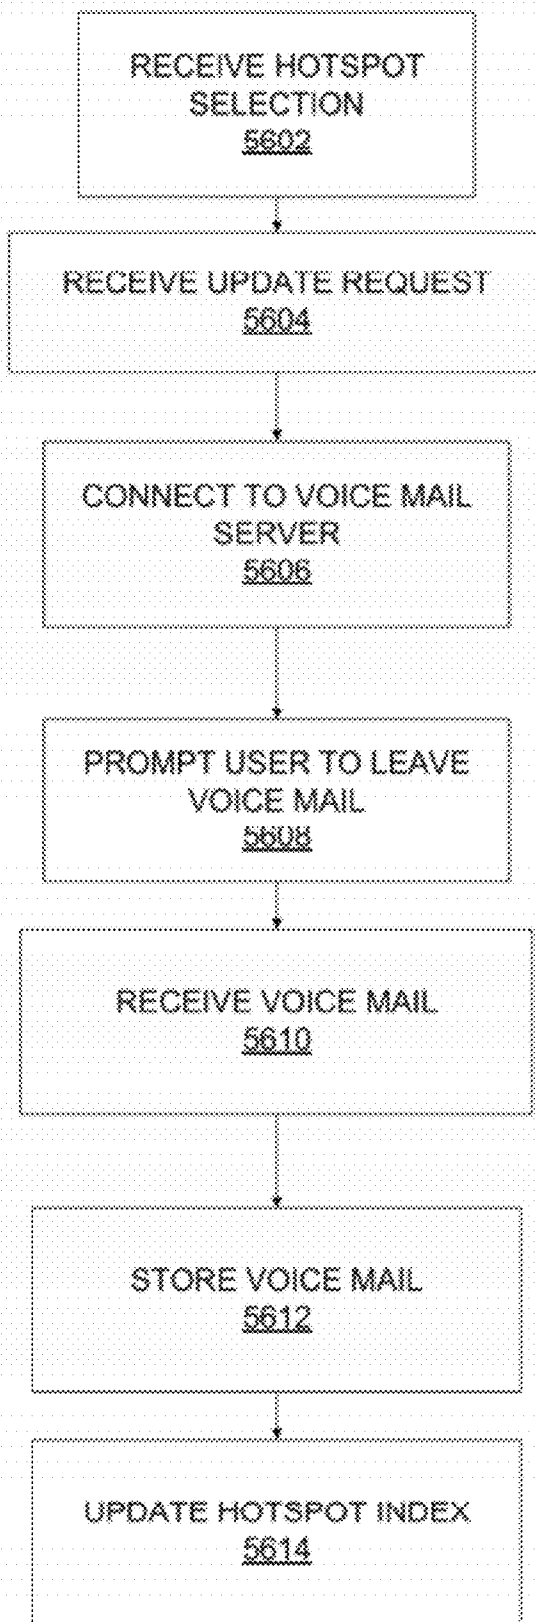 RECEIVE HOTSPOT
SELECTION
5602
RECEIVE UPDATE REQUEST
5604
CONNECT TO VOICE MAIL
SERVER
5606
PROMPT USER TO LEAVE
VOICE MAIL
5608
RECEIVE VOICE MAIL
5610
STORE VOICE MAIL
5612
UPDATE HOTSPOT INDEX
5614